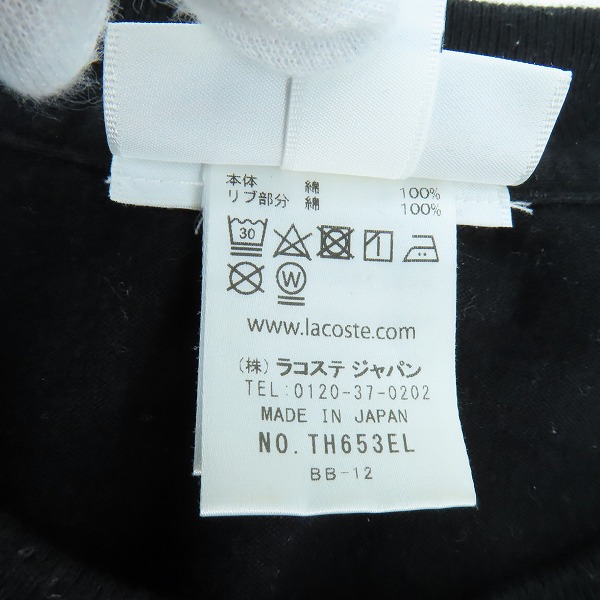 本体 綿 100%
リブ部分 綿 100%
30
W
www.lacoste.com
(株) ラコステ ジャパン
TEL:0120-37-0202
MADE IN JAPAN
NO. TH653EL
BB-12